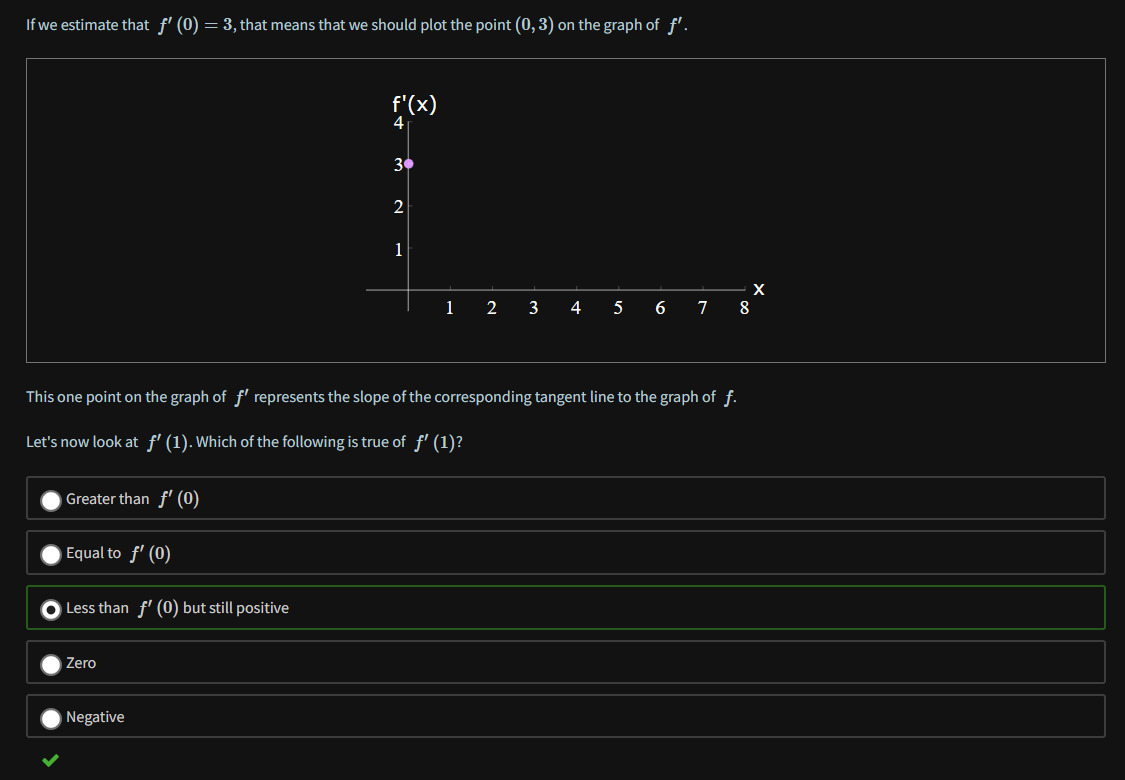 If we estimate that f′(0) = 3, that means that we should plot the point (0, 3) on the graph of f′.
f'(x)
4
3
2
1
x
1 2 3 4 5 6 7 8
This one point on the graph of f′ represents the slope of the corresponding tangent line to the graph of f.
Let's now look at f′(1). Which of the following is true of f′(1)?
Greater than f′(0)
Equal to f′(0)
Less than f′(0) but still positive
Zero
Negative